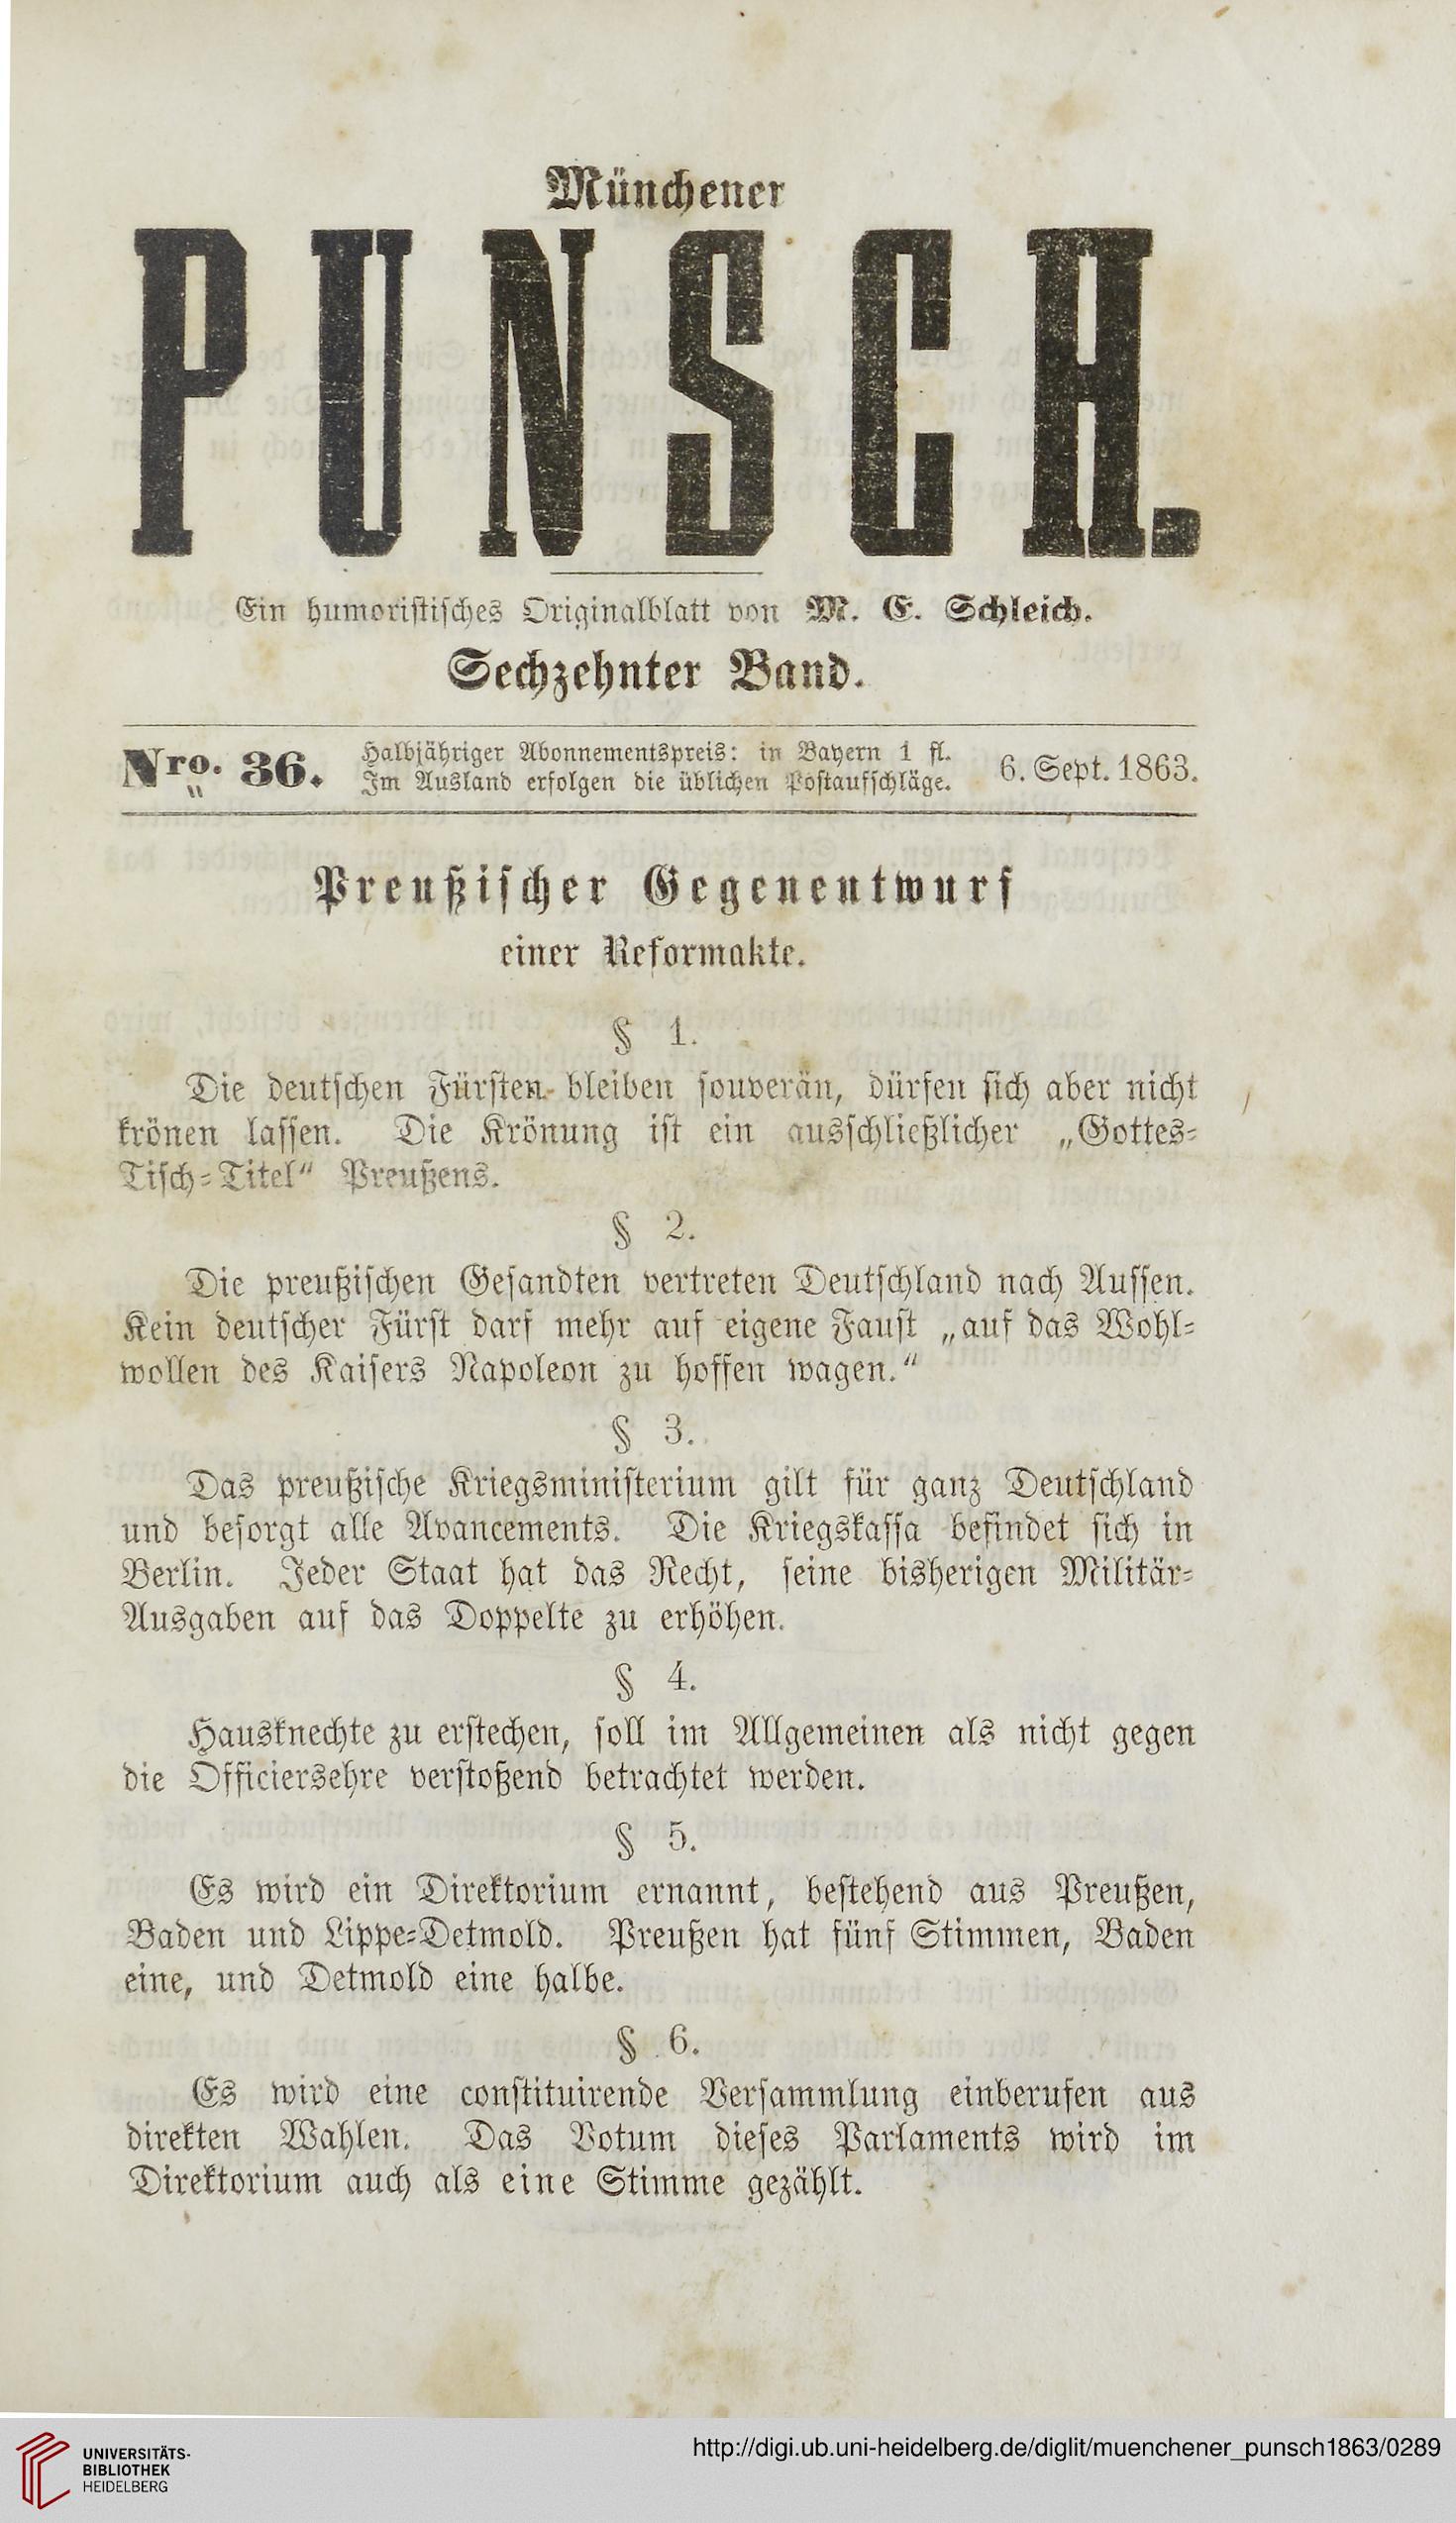 Münchener
PUNSCH.
Ein humoristisches Originalblatt von M. E. Schleich.
Sechzehnter Band.
Nro. 36.
Halbjähriger Abonnementspreis: in Bayern 1 fl.
Im Ausland erfolgen die üblichen Postaufschläge.
6. Sept. 1863.
Preußischer Gegenentwurf
einer Reformakte.
§ 1.
Die deutschen Fürsten bleiben souverän, dürfen sich aber nicht
krönen lassen. Die Krönung ist ein ausschließlicher „Gottes-
Tisch-Titel“ Preußens.
§ 2.
Die preußischen Gesandten vertreten Deutschland nach Aussen.
Kein deutscher Fürst darf mehr auf eigene Faust „auf das Wohl-
wollen des Kaisers Napoleon zu hoffen wagen.“
§ 3.
Das preußische Kriegsministerium gilt für ganz Deutschland
und besorgt alle Avancements. Die Kriegskassa befindet sich in
Berlin. Jeder Staat hat das Recht, seine bisherigen Militär-
Ausgaben auf das Doppelte zu erhöhen.
§ 4.
Hausknechte zu erstechen, soll im Allgemeinen als nicht gegen
die Officiersehre verstoßend betrachtet werden.
§ 5.
Es wird ein Direktorium ernannt, bestehend aus Preußen,
Baden und Lippe-Detmold. Preußen hat fünf Stimmen, Baden
eine, und Detmold eine halbe.
§ 6.
Es wird eine constituirende Versammlung einberufen aus
direkten Wahlen. Das Votum dieses Parlaments wird im
Direktorium auch als eine Stimme gezählt.
UNIVERSITÄTS-
BIBLIOTHEK
HEIDELBERG
http://digi.ub.uni-heidelberg.de/diglit/muenchener_punsch1863/0289